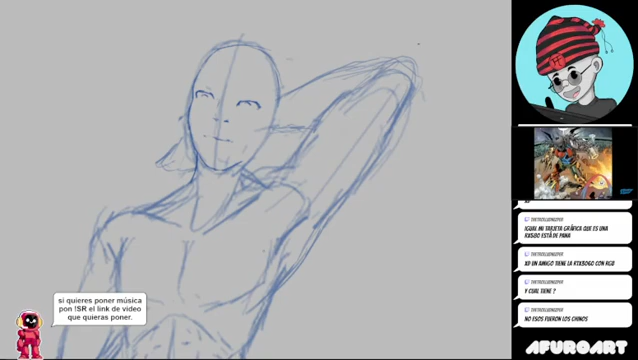 si quieres poner música
pon !SR el link de video
que quieras poner.
IGUAL MI TARJETA GRÁFICA QUE ES UNA
RX580 ESTÁ DE PANA
XD UN AMIGO TIENE LA RTX3060 CON RGB
Y CUAL TIENE ?
NO ESOS FUERON LOS CHINOS
AFUROART